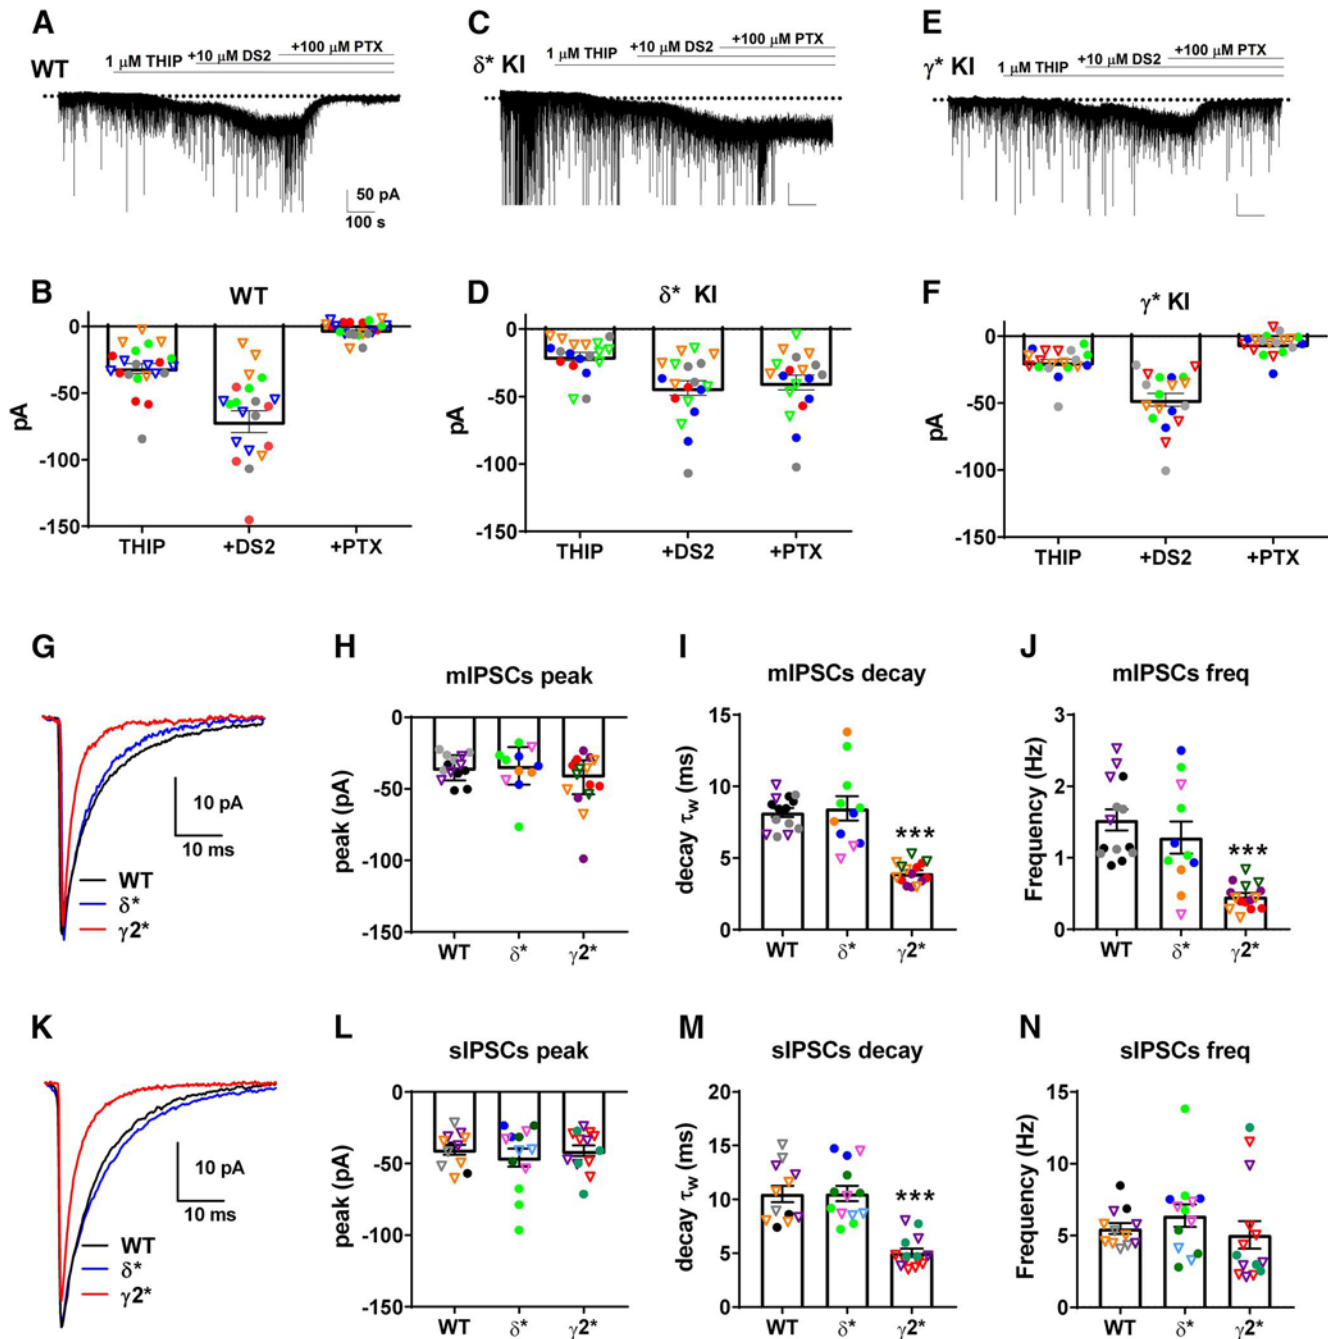 A
+100 μM PTX
+10 μM DS2
1 μM THIP
WT
50 pA
100 s
C
+100 μM PTX
+10 μM DS2
1 μM THIP
δ* KI
E
+100 μM PTX
+10 μM DS2
1 μM THIP
γ* KI
B
WT
0
-50
-100
-150
pA
THIP
+DS2
+PTX
D
δ* KI
0
-50
-100
-150
pA
THIP
+DS2
+PTX
F
γ* KI
0
-50
-100
-150
pA
THIP
+DS2
+PTX
G
10 pA
10 ms
WT
δ*
γ2*
H
mIPSCs peak
0
-50
-100
-150
peak (pA)
WT
δ*
γ2*
I
mIPSCs decay
15
10
5
0
decay τw (ms)
***
WT
δ*
γ2*
J
mIPSCs freq
3
2
1
0
Frequency (Hz)
***
WT
δ*
γ2*
K
10 pA
10 ms
WT
δ*
γ2*
L
sIPSCs peak
0
-50
-100
-150
peak (pA)
WT
δ*
γ2*
M
sIPSCs decay
20
15
10
5
0
decay τw (ms)
***
WT
δ*
γ2*
N
sIPSCs freq
15
10
5
0
Frequency (Hz)
WT
δ*
γ2*